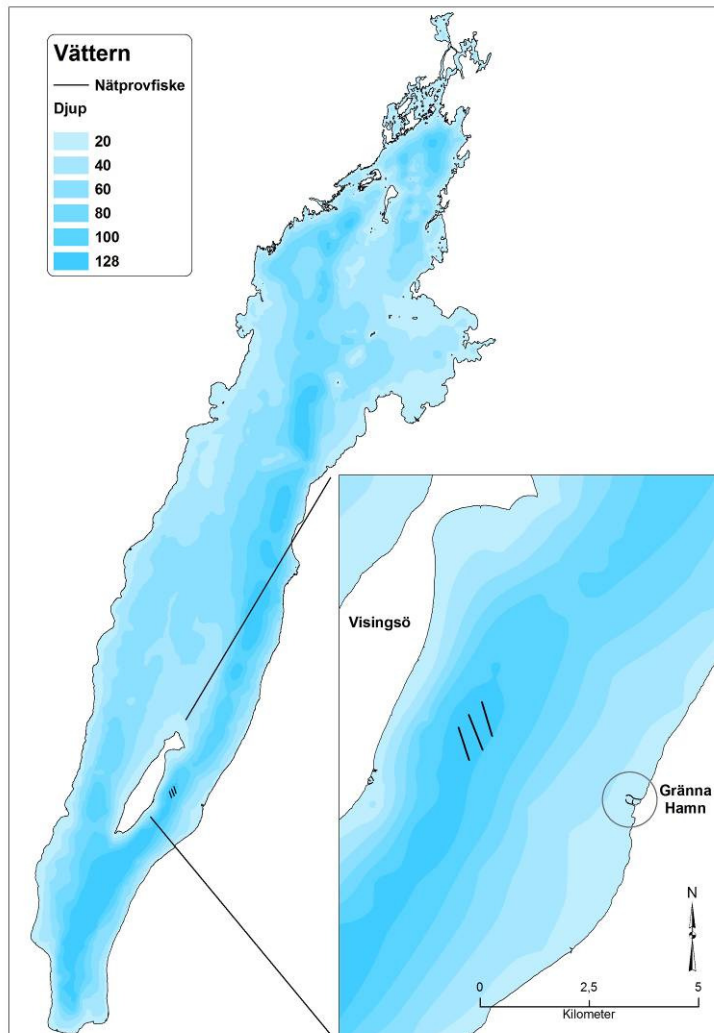 Vättern
Nätprovfiske
Djup
20
40
60
80
100
128
Visingsö
Gränna
Hamn
N
0 2,5 5
Kilometer